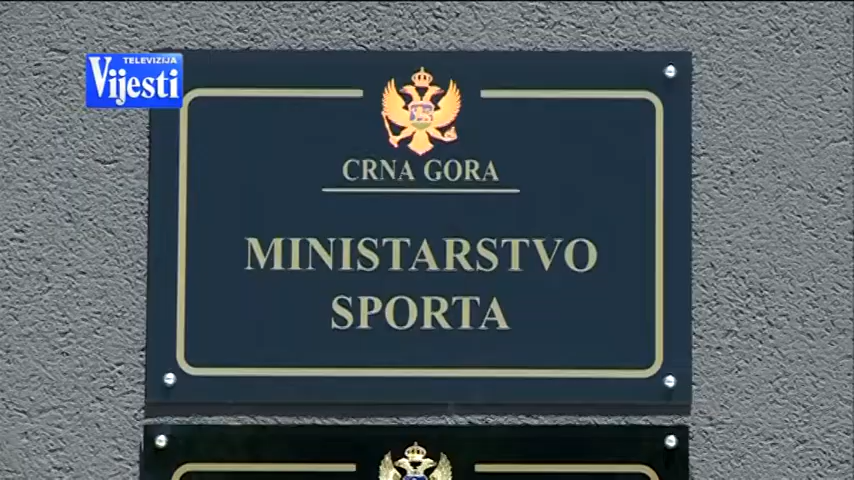 TELEVIZIJA
Vijesti
CRNA GORA
MINISTARSTVO
SPORTA